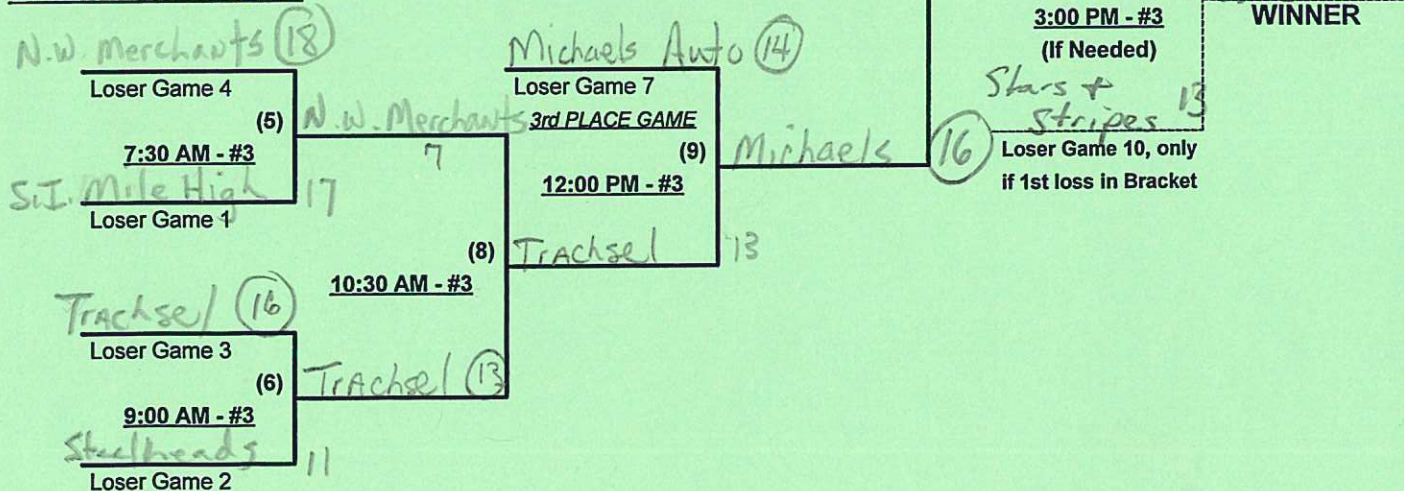 3:00 PM - #3
(If Needed)
WINNER
N.W. Merchants 18
Loser Game 4
(5)
7:30 AM - #3
S.I. Mile High 17
Loser Game 1
N.W. Merchants
7
Michaels Auto 14
Loser Game 7
3rd PLACE GAME
(9)
12:00 PM - #3
Michaels 16
Stars +
Stripes 13
Loser Game 10, only
if 1st loss in Bracket
(8)
10:30 AM - #3
Trachsel 13
Trachsel 16
Loser Game 3
(6)
9:00 AM - #3
Steelheads 11
Loser Game 2
Trachsel 13